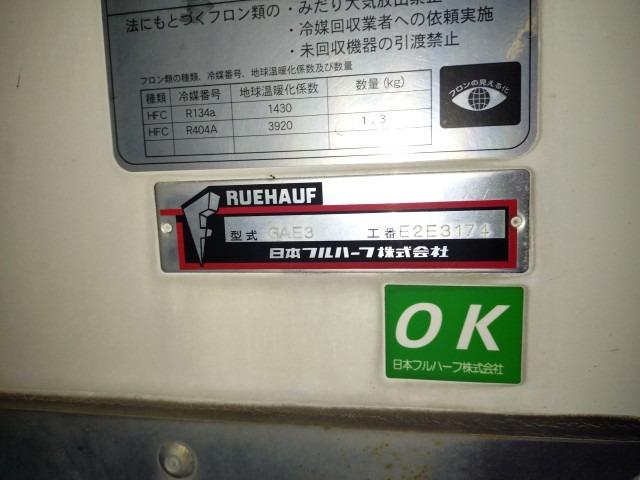 法にもとづくフロン類の
・みだり大気放出禁止
・冷媒回収業者への依頼実施
・未回収機器の引渡禁止
フロン類の種類、冷媒番号、地球温暖化係数及び数量
種類 冷媒番号 地球温暖化係数 数量(kg)
HFC R134a 1430
HFC R404A 3920 1.3
フロンの見える化
FRUEHAUF
型式 GAE3 工番 E2E3174
日本フルハーフ株式会社
OK
日本フルハーフ株式会社